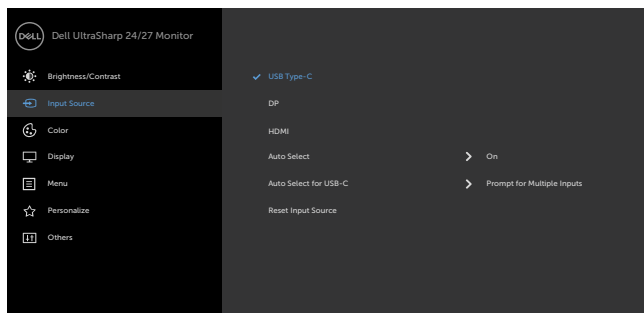 DELL Dell UltraSharp 24/27 Monitor
Brightness/Contrast
USB Type-C
Input Source
DP
Color
HDMI
Display
Auto Select
On
Menu
Auto Select for USB-C
Prompt for Multiple Inputs
Personalize
Reset Input Source
Others